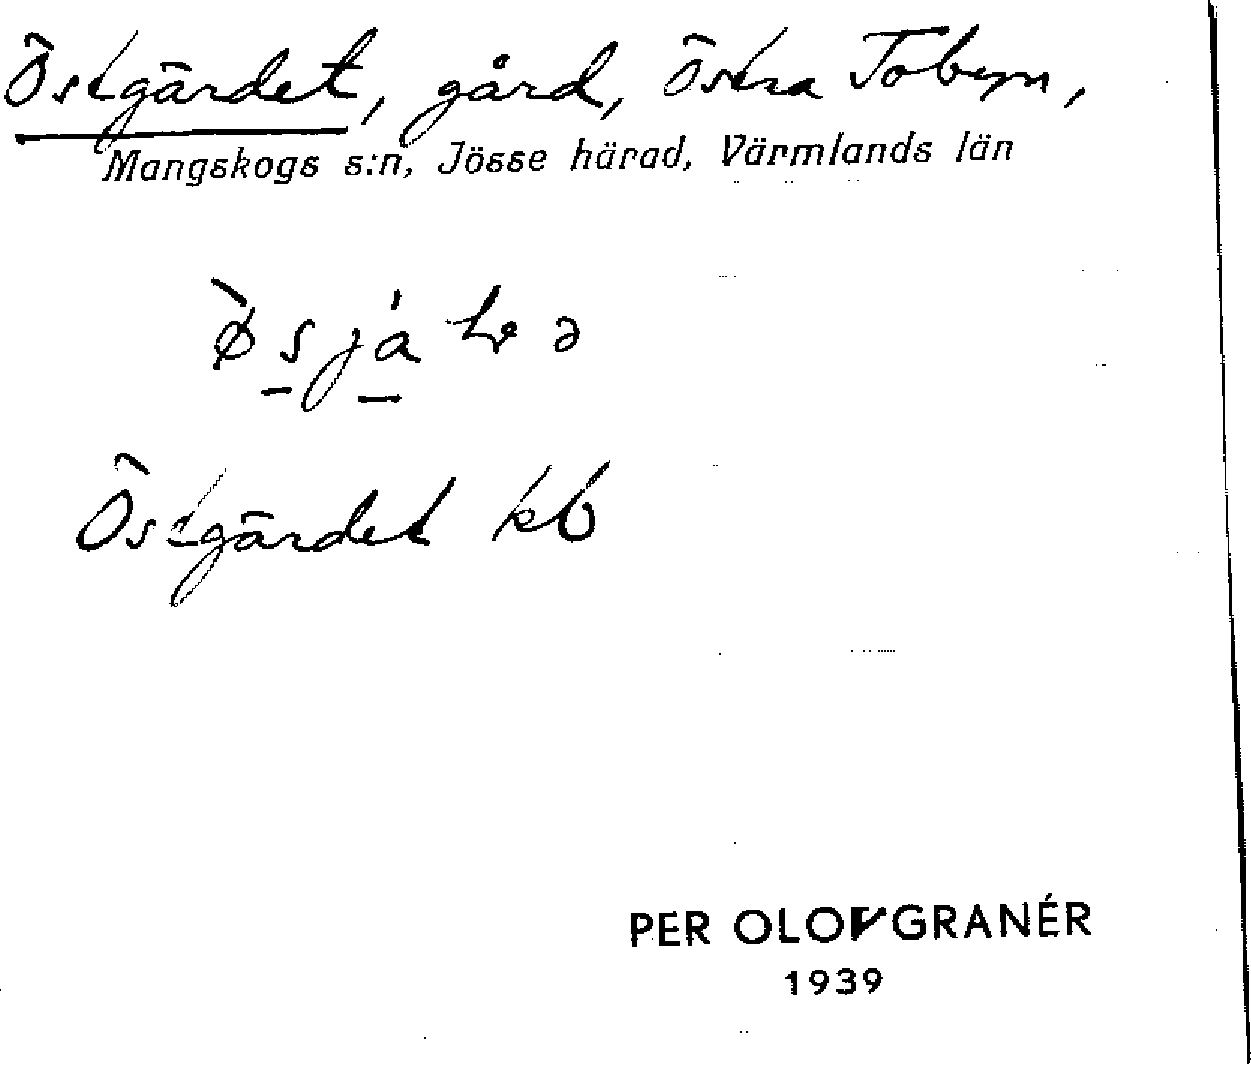 Östgärdet, gård, Östra Tobyn,
Mangskogs s:n, Jösse härad, Värmlands län
Östgärdet kb
PER OLOF GRANÉR
1939